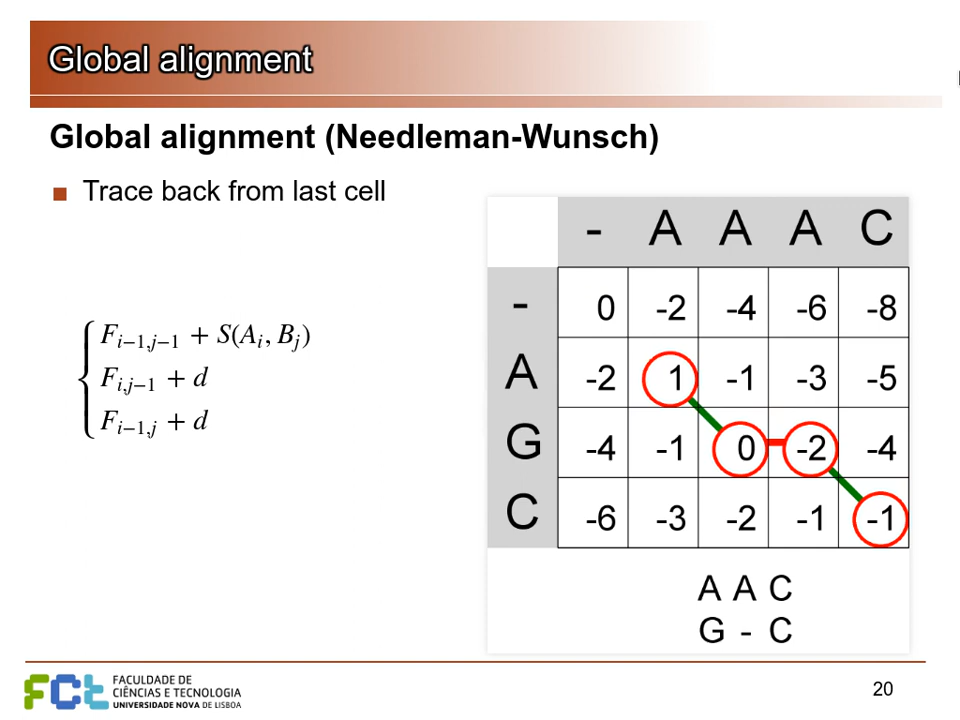 Global alignment
Global alignment (Needleman-Wunsch)
■ Trace back from last cell
F_{i−1,j−1} + S(A_i, B_j)
F_{i,j−1} + d
F_{i−1,j} + d
- A A A C
- 0 -2 -4 -6 -8
A -2 1 -1 -3 -5
G -4 -1 0 -2 -4
C -6 -3 -2 -1 -1
A A C
G - C
FCt
FACULDADE DE
CIÊNCIAS E TECNOLOGIA
UNIVERSIDADE NOVA DE LISBOA
20